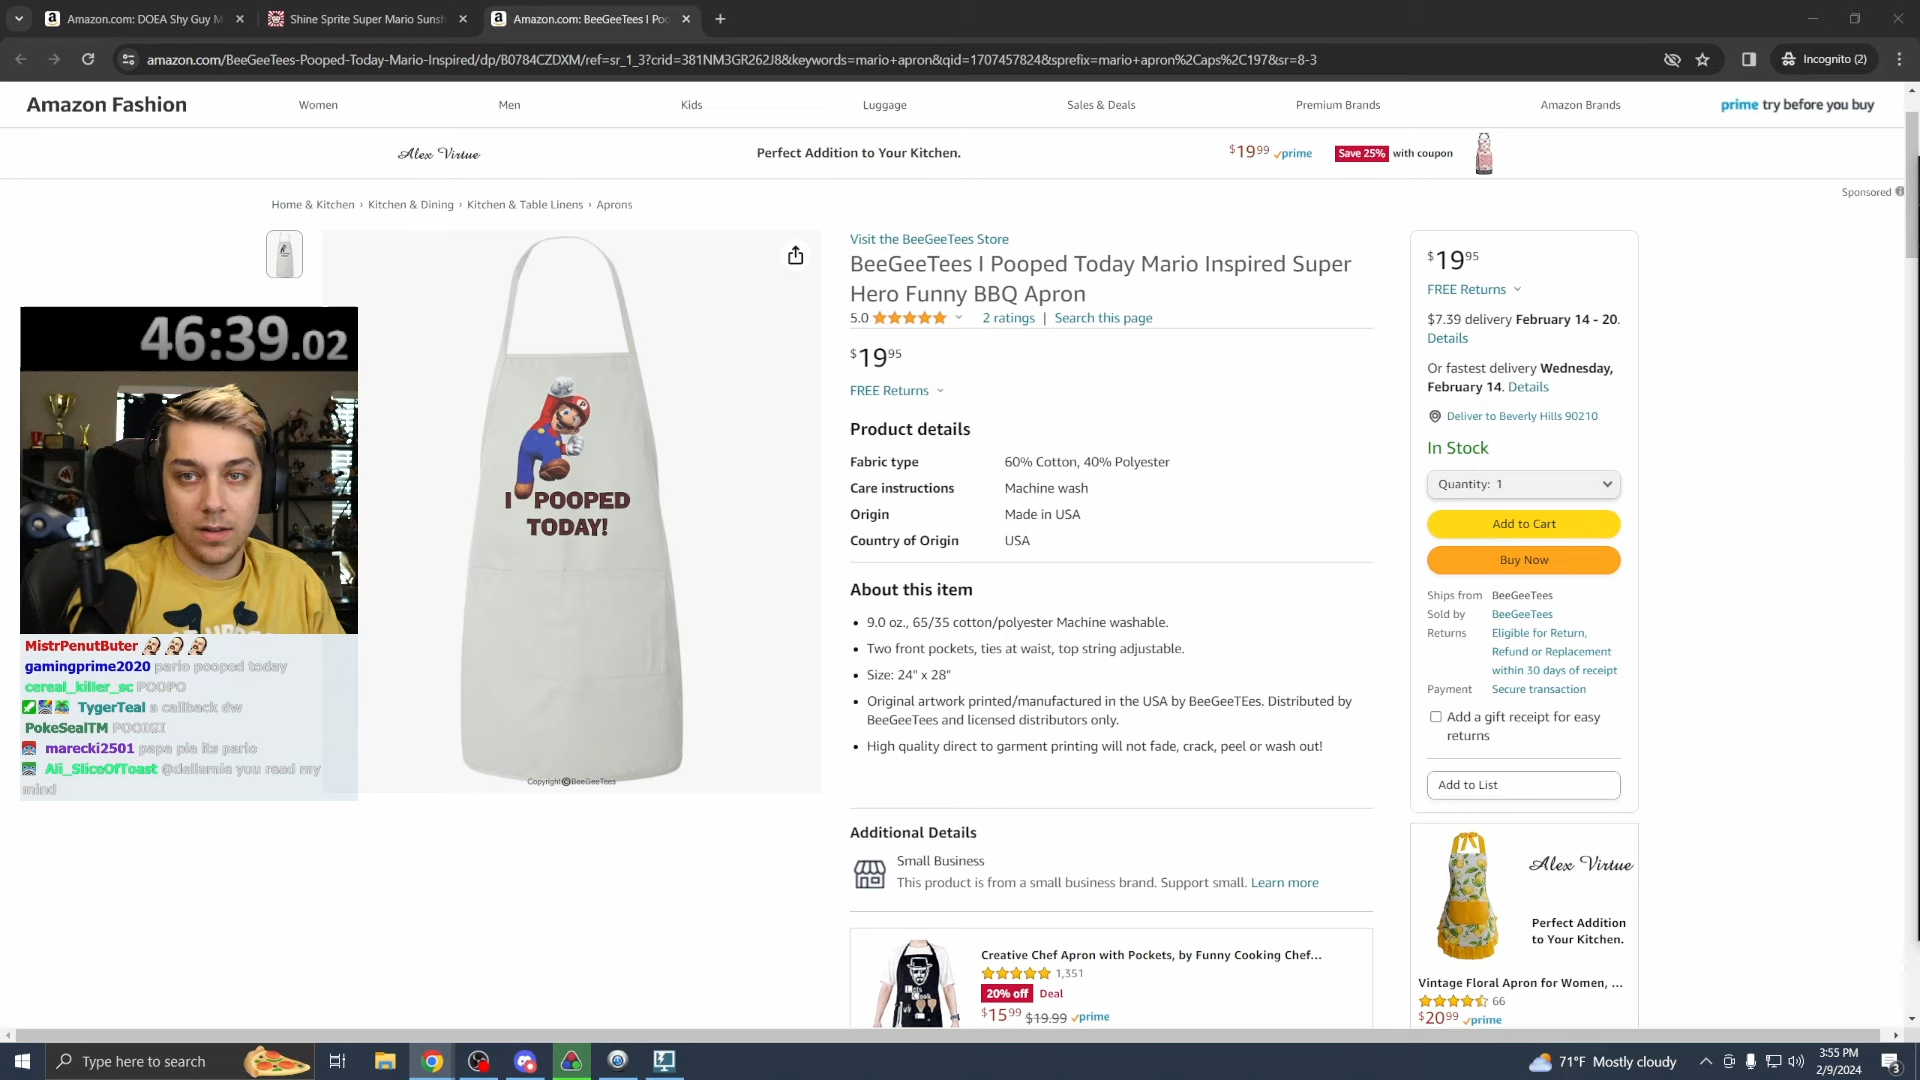 Amazon.com: DOEA Shy Guy M
Shine Sprite Super Mario Sunsh
Amazon.com: BeeGeeTees I Poo
amazon.com/BeeGeeTees-Pooped-Today-Mario-Inspired/dp/B0784CZDXM/ref=sr_1_3?crid=381NM3GR262J8&keywords=mario+apron&qid=1707457824&sprefix=mario+apron%2Caps%2C197&sr=8-3
Incognito (2)
Amazon Fashion
Women
Men
Kids
Luggage
Sales & Deals
Premium Brands
Amazon Brands
prime try before you buy
Alex Virtue
Perfect Addition to Your Kitchen.
$19.99 prime
Save 25% with coupon
Sponsored
Home & Kitchen › Kitchen & Dining › Kitchen & Table Linens › Aprons
46:39.02
I POOPED
TODAY!
Copyright © BeeGeeTees
MistrPenutButer
gamingprime2020 pario pooped today
cereal_killer_sc POOPO
TygerTeal a callback dw
PokeSealTM POOIGI
marecki2501 papa pia its pario
Ali_SliceOfToast @dellamie you read my
mind
Visit the BeeGeeTees Store
BeeGeeTees I Pooped Today Mario Inspired Super
Hero Funny BBQ Apron
5.0 2 ratings | Search this page
$19.95
FREE Returns
Product details
Fabric type 60% Cotton, 40% Polyester
Care instructions Machine wash
Origin Made in USA
Country of Origin USA
About this item
• 9.0 oz., 65/35 cotton/polyester Machine washable.
• Two front pockets, ties at waist, top string adjustable.
• Size: 24" x 28"
• Original artwork printed/manufactured in the USA by BeeGeeTEes. Distributed by
BeeGeeTees and licensed distributors only.
• High quality direct to garment printing will not fade, crack, peel or wash out!
Additional Details
Small Business
This product is from a small business brand. Support small. Learn more
Creative Chef Apron with Pockets, by Funny Cooking Chef...
1,351
20% off Deal
$15.99 $19.99 prime
$19.95
FREE Returns
$7.39 delivery February 14 - 20.
Details
Or fastest delivery Wednesday,
February 14. Details
Deliver to Beverly Hills 90210
In Stock
Quantity: 1
Add to Cart
Buy Now
Ships from BeeGeeTees
Sold by BeeGeeTees
Returns Eligible for Return,
Refund or Replacement
within 30 days of receipt
Payment Secure transaction
Add a gift receipt for easy
returns
Add to List
Alex Virtue
Perfect Addition
to Your Kitchen.
Vintage Floral Apron for Women, ...
66
$20.99 prime
Type here to search
71°F Mostly cloudy
3:55 PM
2/9/2024
3